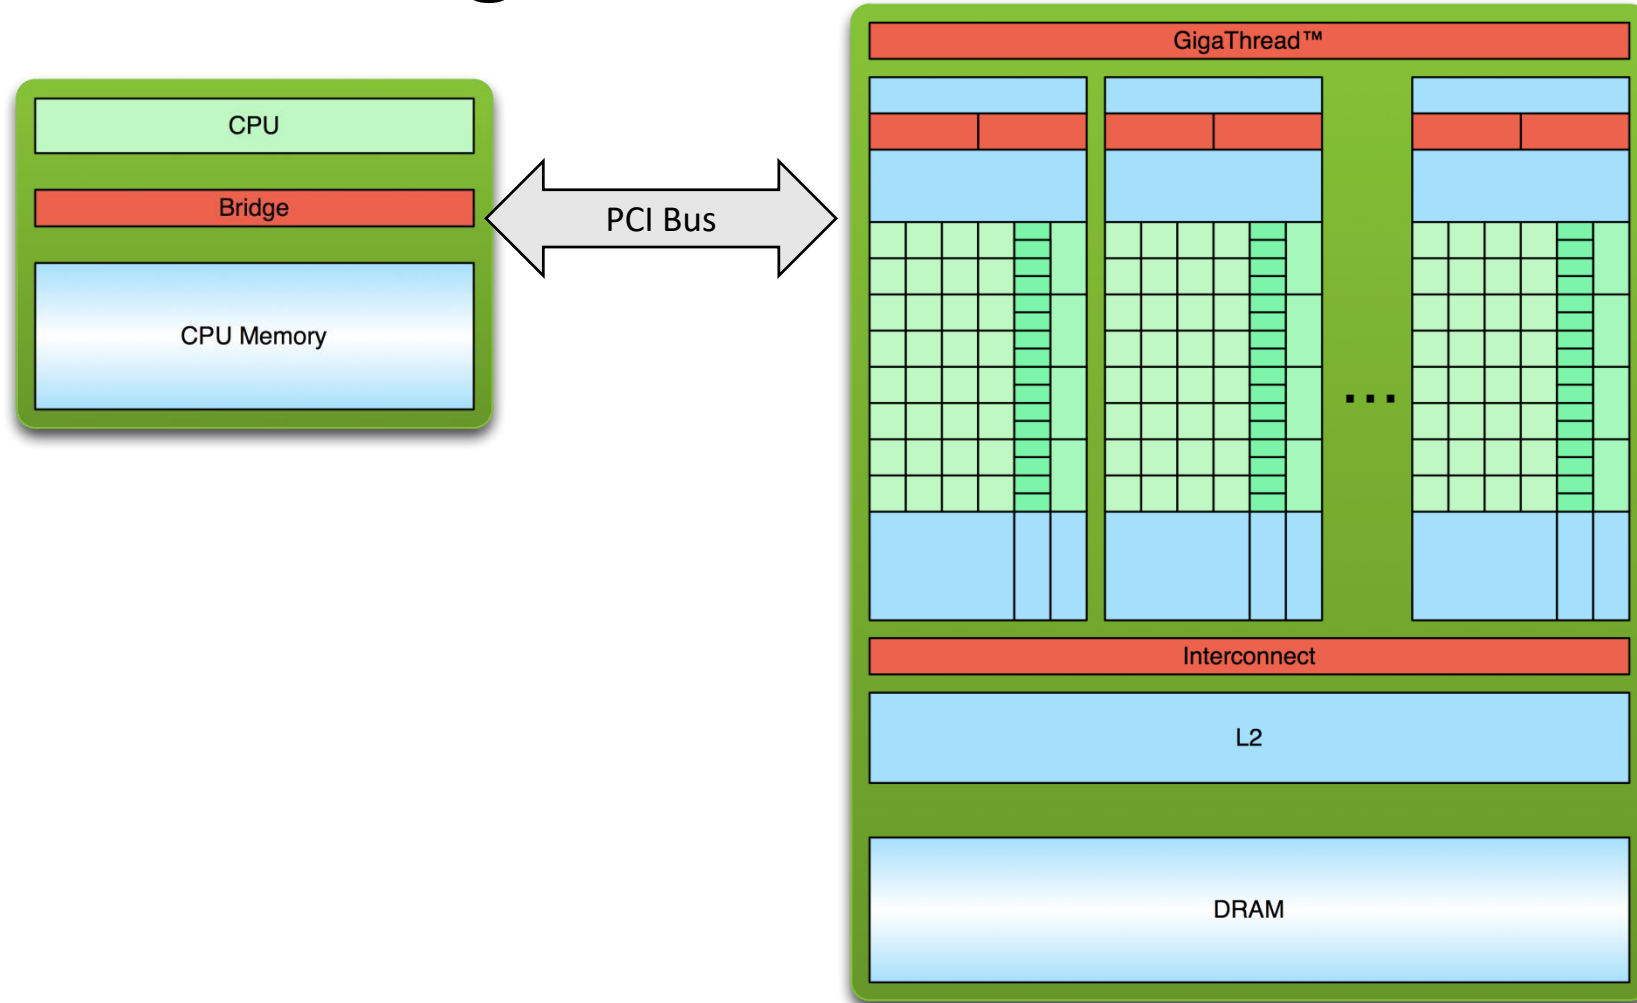 CPU
Bridge
CPU Memory
PCI Bus
GigaThread™
...
Interconnect
L2
DRAM